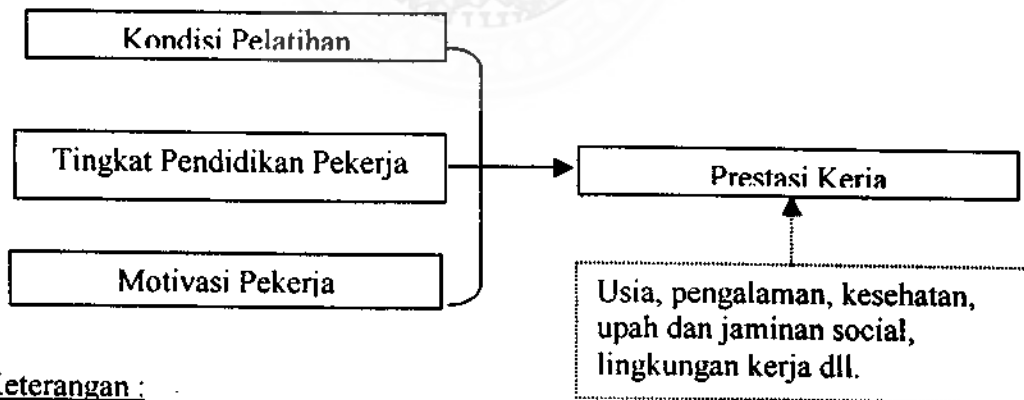 Kondisi Pelatihan
Tingkat Pendidikan Pekerja
Motivasi Pekerja
Prestasi Kerja
Usia, pengalaman, kesehatan,
upah dan jaminan social,
lingkungan kerja dll.
Keterangan :